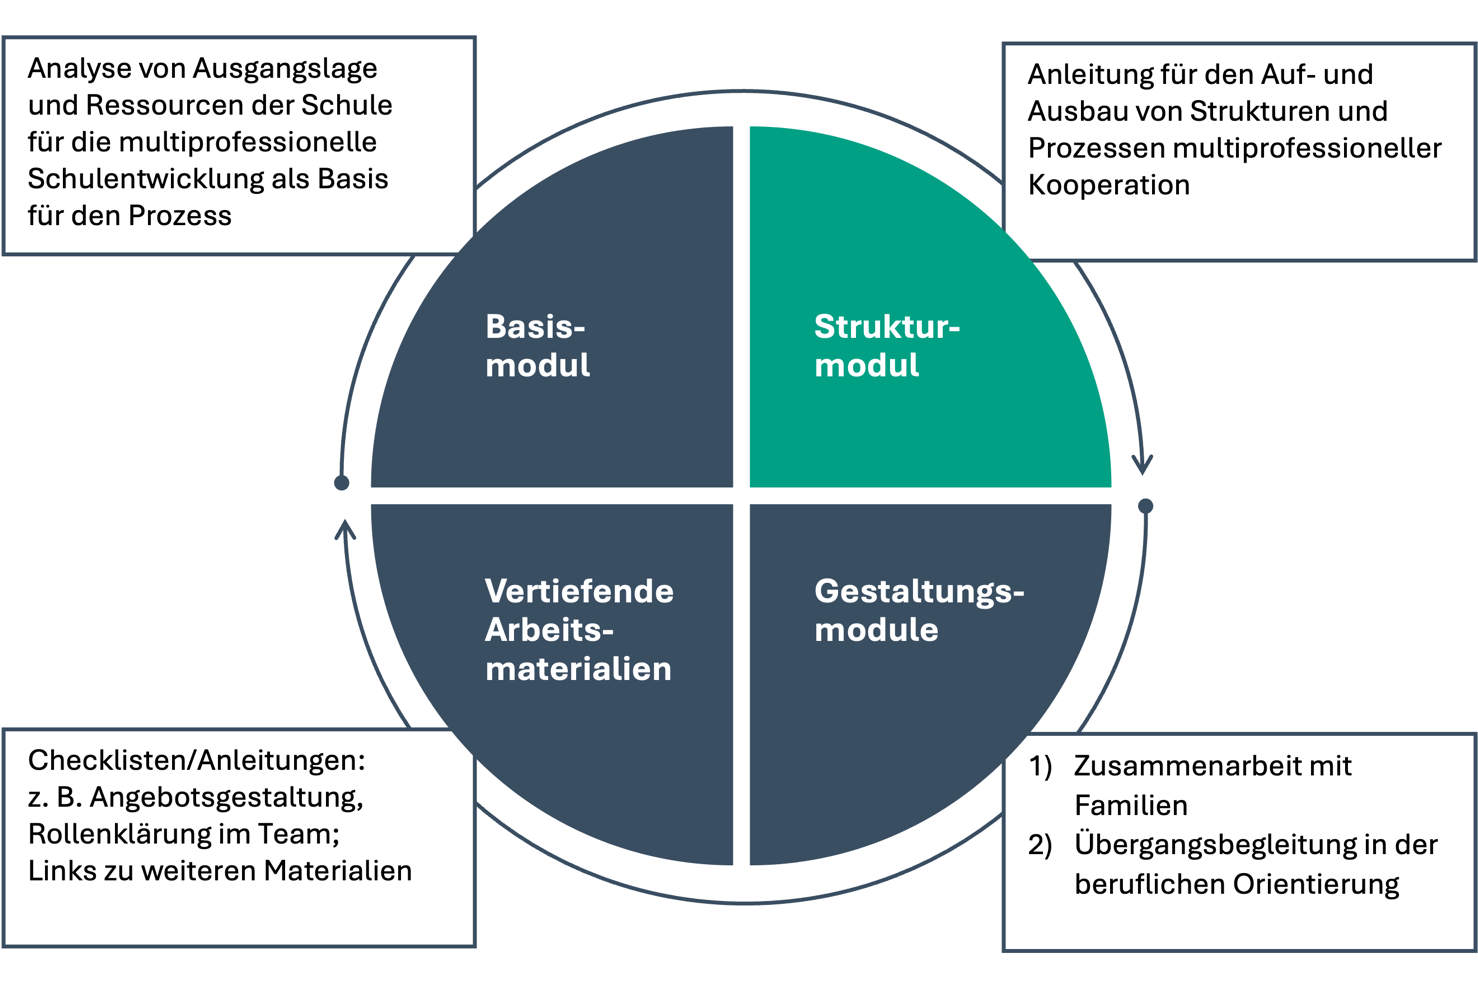 Analyse von Ausgangslage
und Ressourcen der Schule
für die multiprofessionelle
Schulentwicklung als Basis
für den Prozess
Anleitung für den Auf- und
Ausbau von Strukturen und
Prozessen multiprofessioneller
Kooperation
Basis-
modul
Struktur-
modul
Vertiefende
Arbeits-
materialien
Gestaltungs-
module
Checklisten/Anleitungen:
z. B. Angebotsgestaltung,
Rollenklärung im Team;
Links zu weiteren Materialien
1) Zusammenarbeit mit
Familien
2) Übergangsbegleitung in der
beruflichen Orientierung